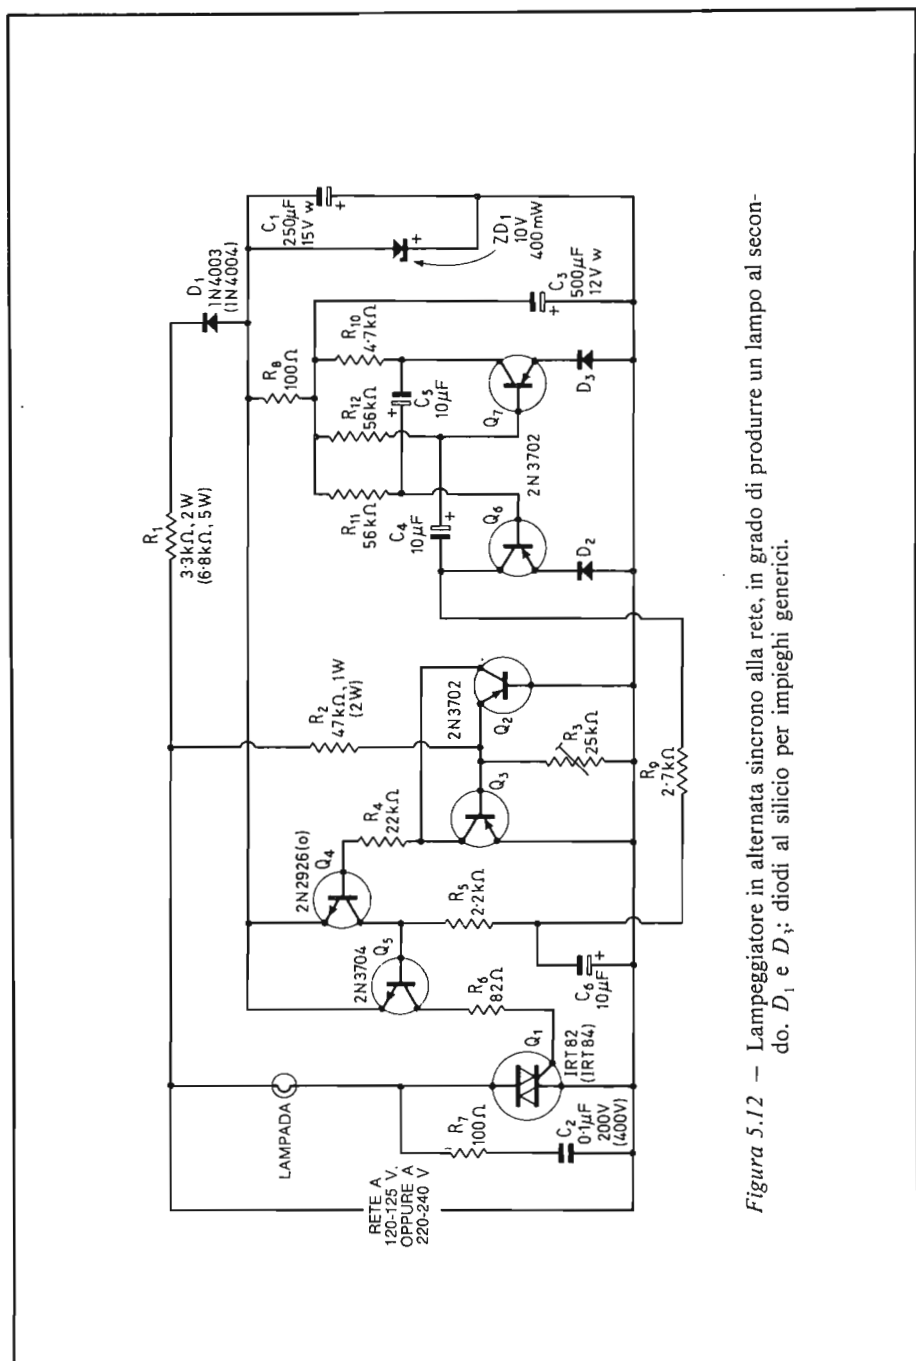 R1
3·3kΩ, 2W
(6·8kΩ, 5W)
D1
1N4003
(1N4004)
RETE A
120-125 V.
OPPURE A
220-240 V
LAMPADA
R7
100Ω
C2
0·1µF
200V
(400V)
Q1
IRT82
(IRT84)
R6
82Ω
2N3704
Q5
2N2926(o)
Q4
R4
22kΩ
R5
2·2kΩ
C6
10µF
+
R2
47kΩ, 1W
(2W)
2N3702
Q2
Q3
R3
25kΩ
R9
2·7kΩ
R8
100Ω
R11
56kΩ
R12
56kΩ
R10
4·7kΩ
C4
10µF
+
C5
10µF
+
Q6
Q7
2N3702
D2
D3
C3
500µF
12V w
+
C1
250µF
15V w
+
ZD1
10V
400mW
+
Figura 5.12 — Lampeggiatore in alternata sincrono alla rete, in grado di produrre un lampo al secon-
do. D1 e D3: diodi al silicio per impieghi generici.